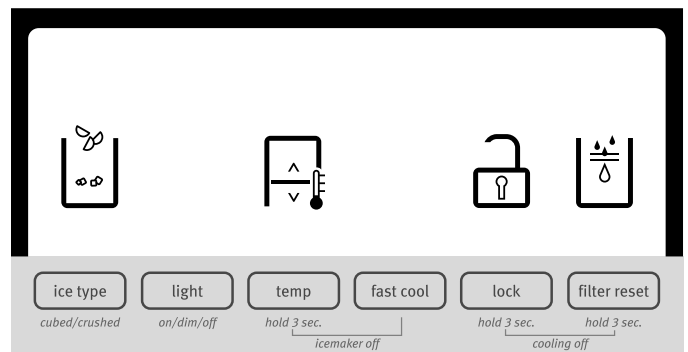 ice type light temp fast cool lock filter reset
cubed/crushed on/dim/off hold 3 sec. hold 3 sec. hold 3 sec.
icemaker off cooling off